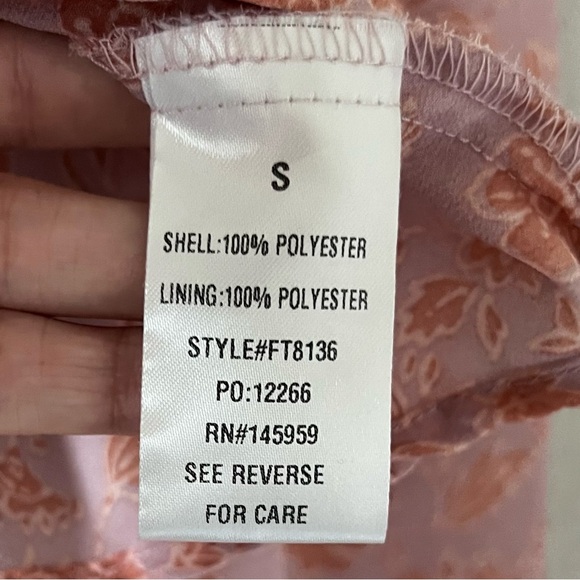 S
SHELL:100% POLYESTER
LINING:100% POLYESTER
STYLE#FT8136
PO:12266
RN#145959
SEE REVERSE
FOR CARE